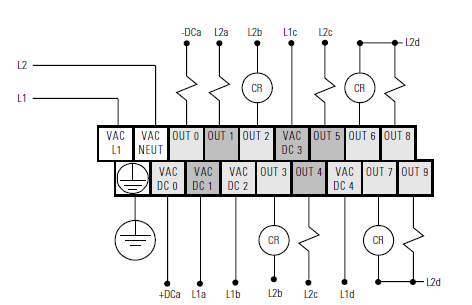 -DCa L2a L2b L1c L2c L2d
L2
L1
CR CR
VAC L1 VAC NEUT OUT 0 OUT 1 OUT 2 VAC DC 3 OUT 5 OUT 6 OUT 8
VAC DC 0 VAC DC 1 VAC DC 2 OUT 3 OUT 4 VAC DC 4 OUT 7 OUT 9
CR CR
+DCa L1a L1b L2b L2c L1d L2d